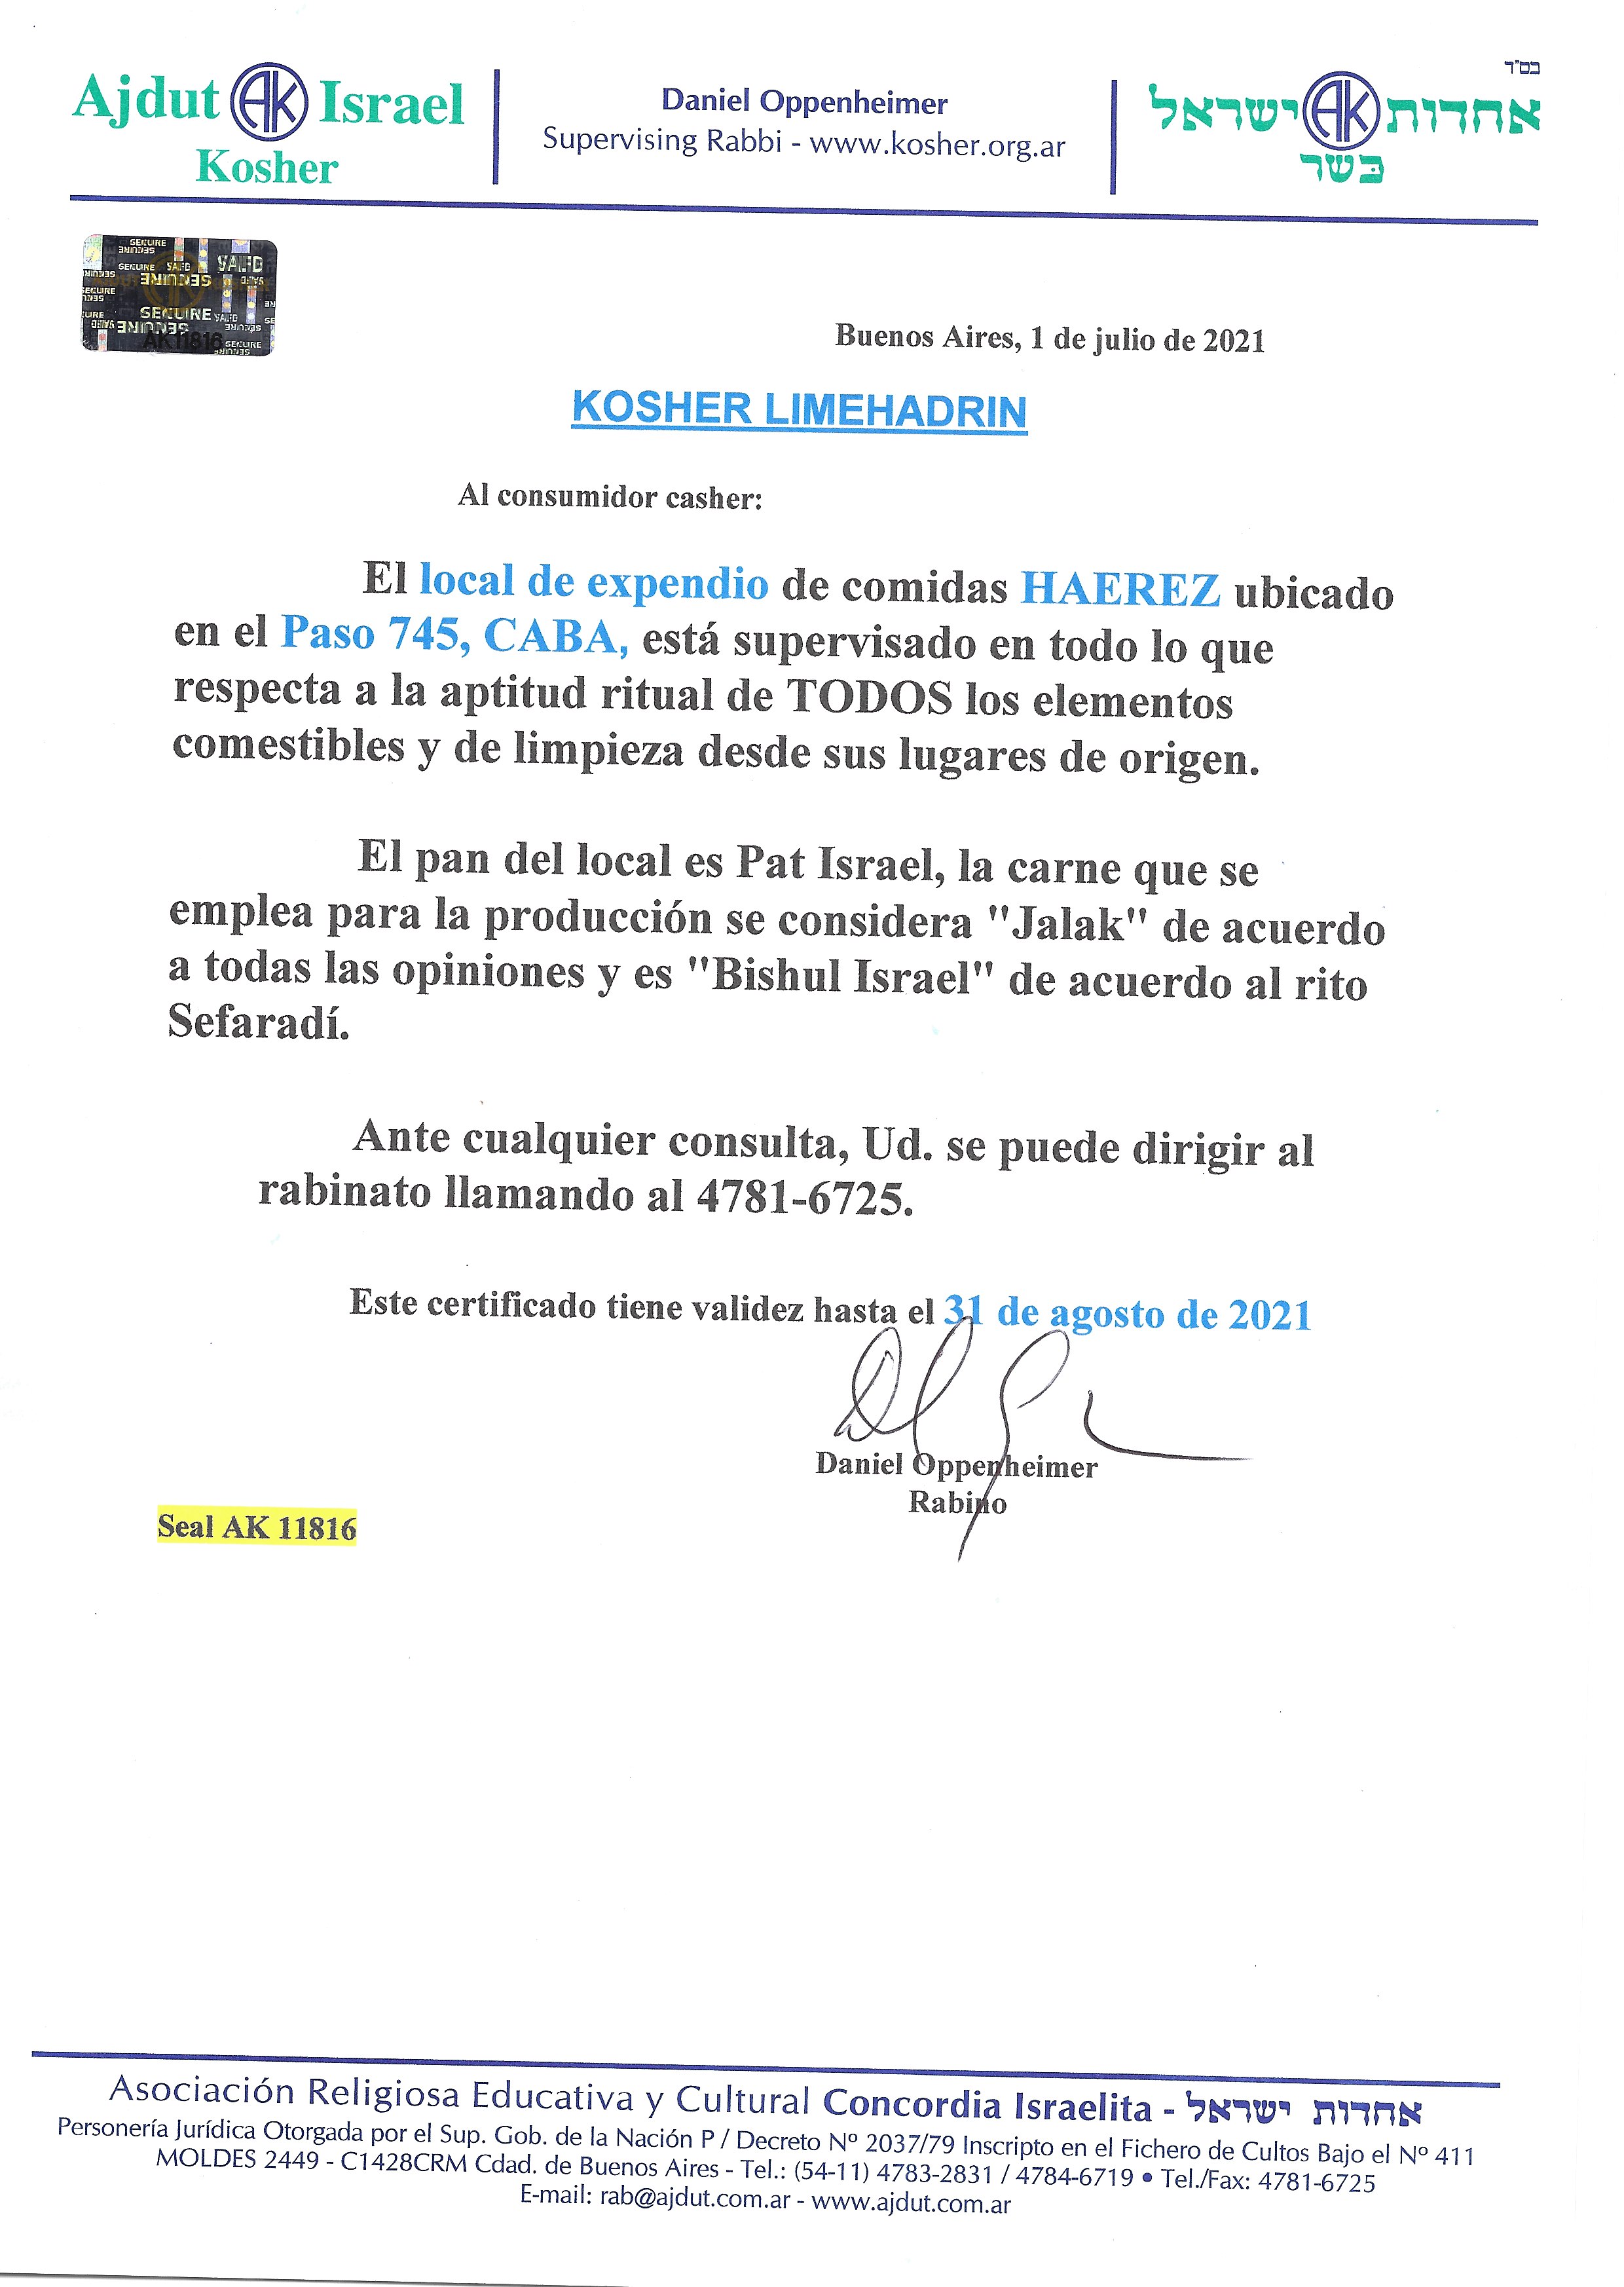 בס"ד
Ajdut AK Israel
Kosher
Daniel Oppenheimer
Supervising Rabbi - www.kosher.org.ar
אחדות AK ישראל
בשר
SECURE
VALID
SECURE VALID
SECURE
SECURE
SECURE VALID
AK11816
SECURE
Buenos Aires, 1 de julio de 2021
KOSHER LIMEHADRIN
Al consumidor casher:
El local de expendio de comidas HAEREZ ubicado
en el Paso 745, CABA, está supervisado en todo lo que
respecta a la aptitud ritual de TODOS los elementos
comestibles y de limpieza desde sus lugares de origen.
El pan del local es Pat Israel, la carne que se
emplea para la producción se considera "Jalak" de acuerdo
a todas las opiniones y es "Bishul Israel" de acuerdo al rito
Sefaradí.
Ante cualquier consulta, Ud. se puede dirigir al
rabinato llamando al 4781-6725.
Este certificado tiene validez hasta el 31 de agosto de 2021
Daniel Oppenheimer
Rabino
Seal AK 11816
Asociación Religiosa Educativa y Cultural Concordia Israelita - אחדות ישראל
Personería Jurídica Otorgada por el Sup. Gob. de la Nación P / Decreto Nº 2037/79 Inscripto en el Fichero de Cultos Bajo el Nº 411
MOLDES 2449 - C1428CRM Cdad. de Buenos Aires - Tel.: (54-11) 4783-2831 / 4784-6719 • Tel./Fax: 4781-6725
E-mail: rab@ajdut.com.ar - www.ajdut.com.ar